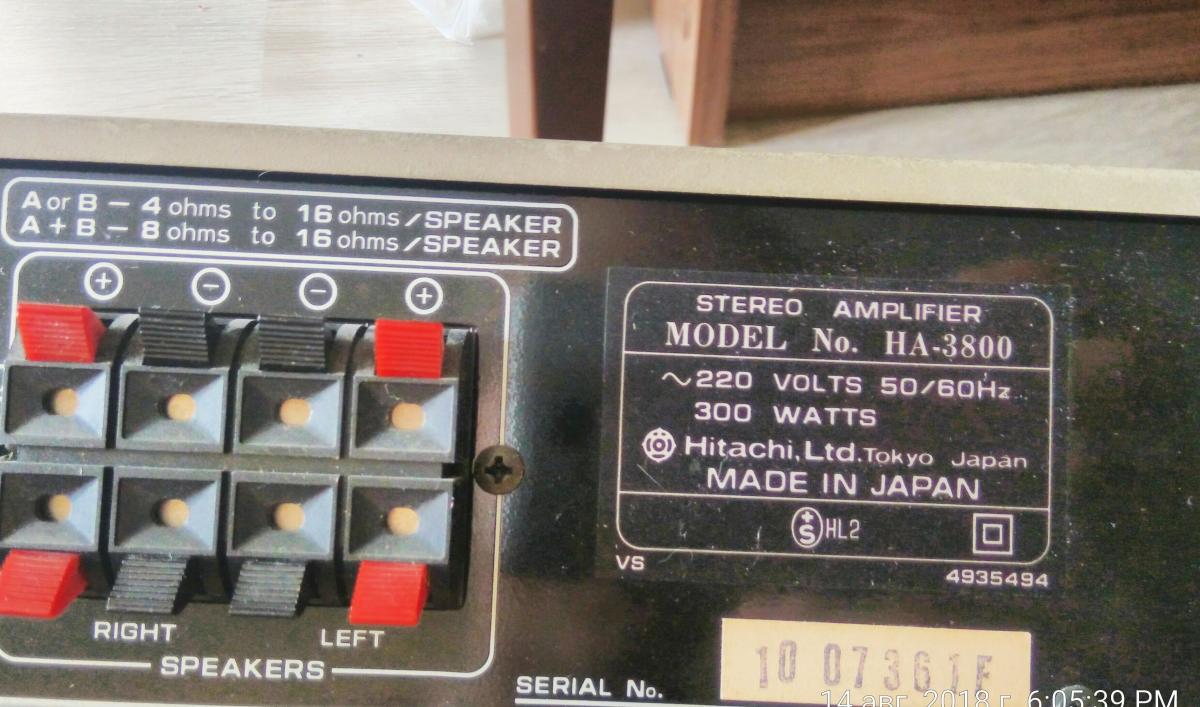 A or B – 4 ohms to 16 ohms/SPEAKER
A + B – 8 ohms to 16 ohms/SPEAKER
+ − − +
RIGHT LEFT
SPEAKERS
STEREO AMPLIFIER
MODEL No. HA-3800
~220 VOLTS 50/60Hz
300 WATTS
Hitachi, Ltd. Tokyo Japan
MADE IN JAPAN
+S HL2
VS 4935494
SERIAL No. 10 07361F
14 авг. 2018 г. 6:05:39 PM